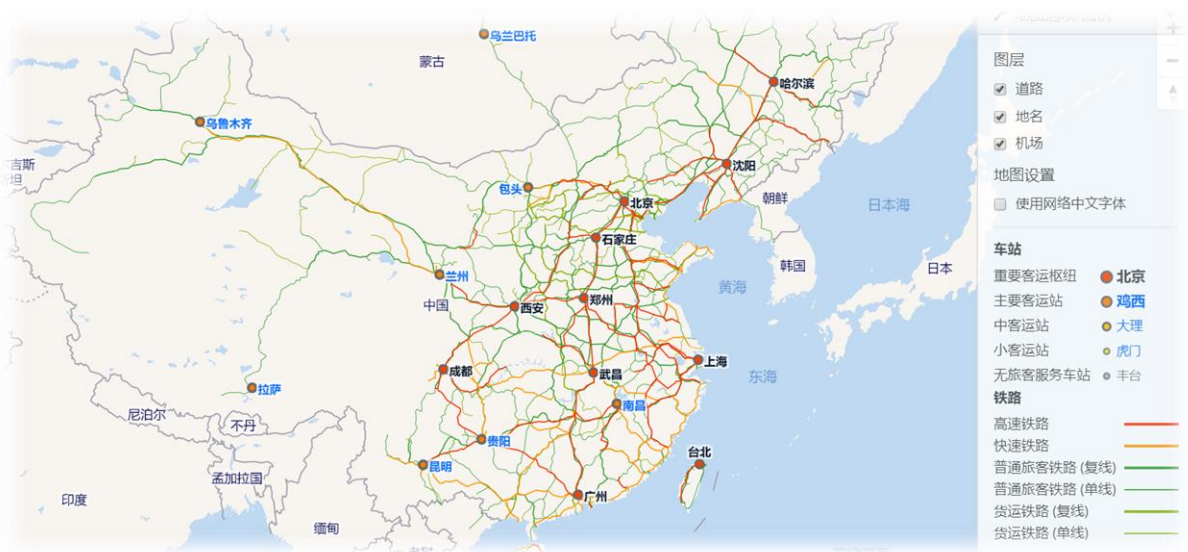 乌兰巴托
蒙古
哈尔滨
乌鲁木齐
沈阳
吉斯
坦
包头
北京
朝鲜
日本海
石家庄
韩国
日本
兰州
中国
黄海
西安
郑州
上海
成都
武昌
东海
拉萨
南昌
尼泊尔
不丹
贵阳
昆明
台北
孟加拉国
广州
印度
缅甸
图层
道路
地名
机场
地图设置
使用网络中文字体
车站
重要客运枢纽 北京
主要客运站 鸡西
中客运站 大理
小客运站 虎门
无旅客服务车站 丰台
铁路
高速铁路
快速铁路
普通旅客铁路 (复线)
普通旅客铁路 (单线)
货运铁路 (复线)
货运铁路 (单线)